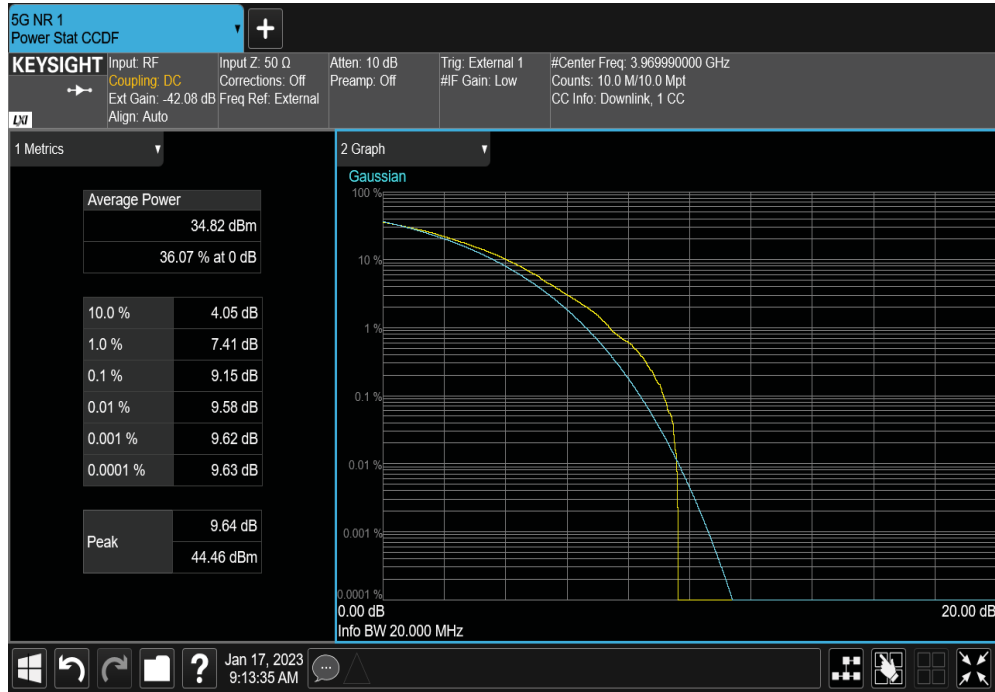 5G NR 1
Power Stat CCDF
+
KEYSIGHT
LXI
Input: RF
Coupling: DC
Ext Gain: -42.08 dB
Align: Auto
Input Z: 50 Ω
Corrections: Off
Freq Ref: External
Atten: 10 dB
Preamp: Off
Trig: External 1
#IF Gain: Low
#Center Freq: 3.969990000 GHz
Counts: 10.0 M/10.0 Mpt
CC Info: Downlink, 1 CC
1 Metrics
Average Power
34.82 dBm
36.07 % at 0 dB
10.0 % 4.05 dB
1.0 % 7.41 dB
0.1 % 9.15 dB
0.01 % 9.58 dB
0.001 % 9.62 dB
0.0001 % 9.63 dB
Peak
9.64 dB
44.46 dBm
2 Graph
Gaussian
100 %
10 %
1 %
0.1 %
0.01 %
0.001 %
0.0001 %
0.00 dB 20.00 dB
Info BW 20.000 MHz
?
Jan 17, 2023
9:13:35 AM